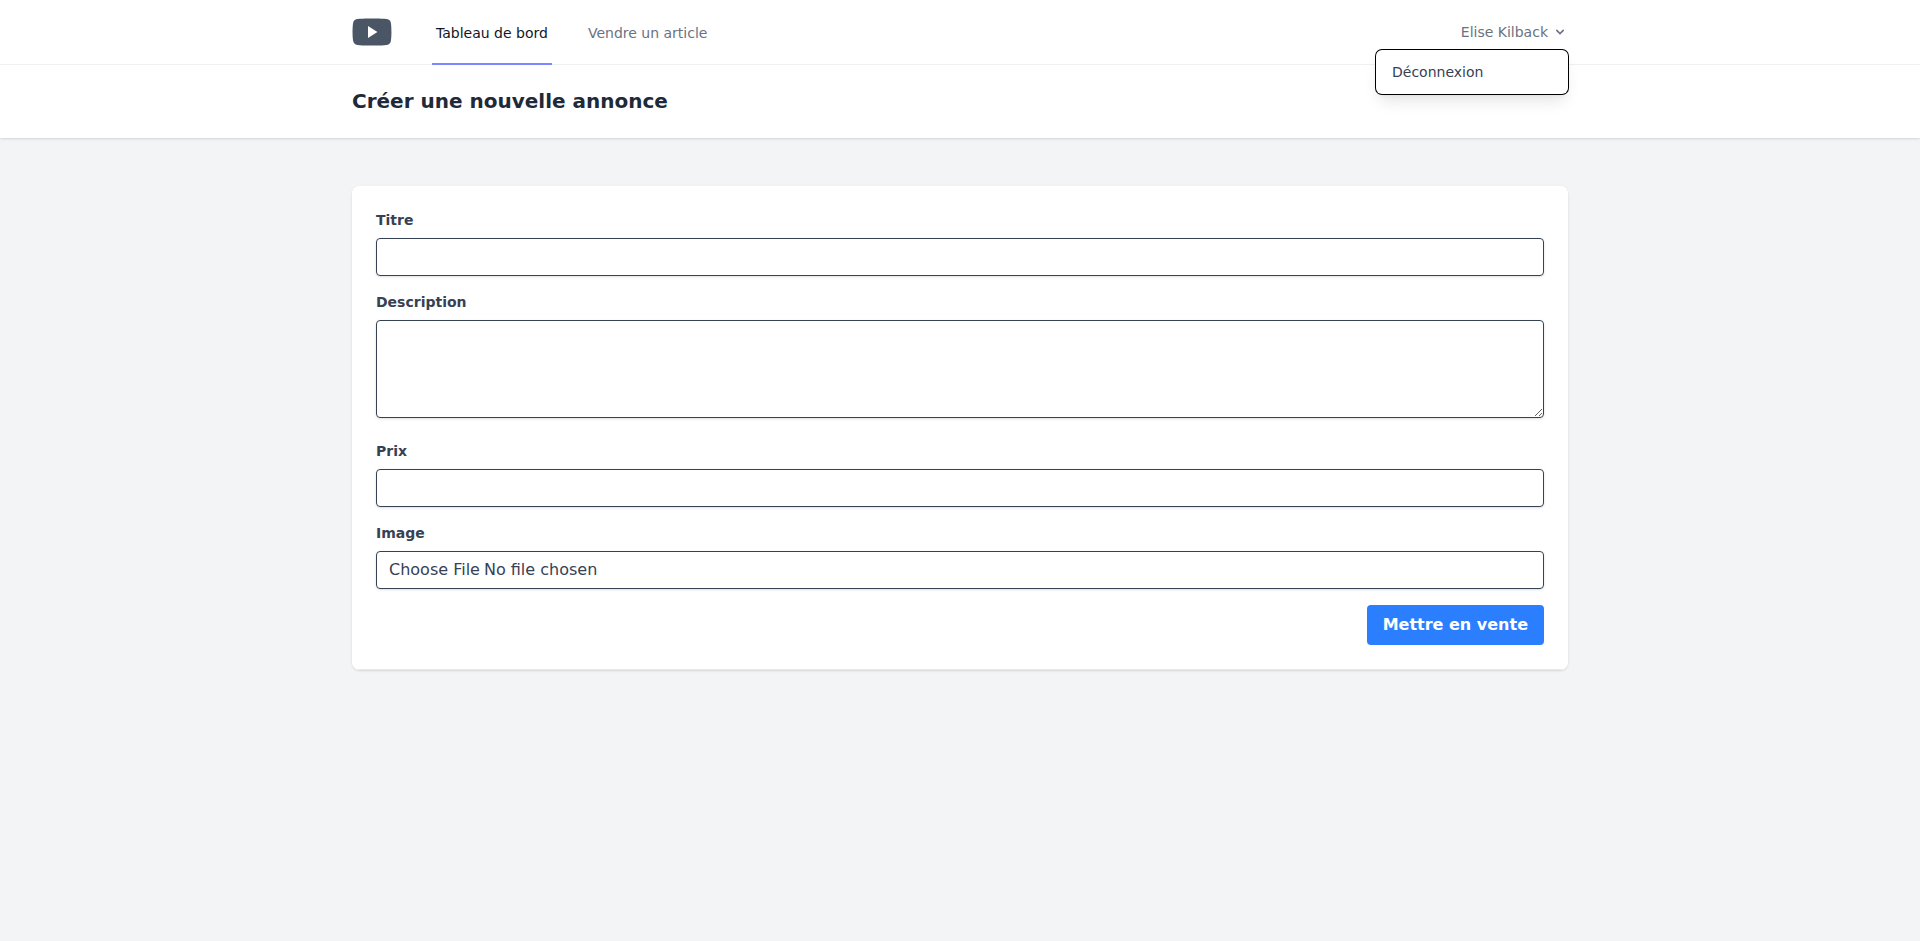 Tableau de bord
Vendre un article
Elise Kilback
Déconnexion
Créer une nouvelle annonce
Titre
Description
Prix
Image
Choose File No file chosen
Mettre en vente